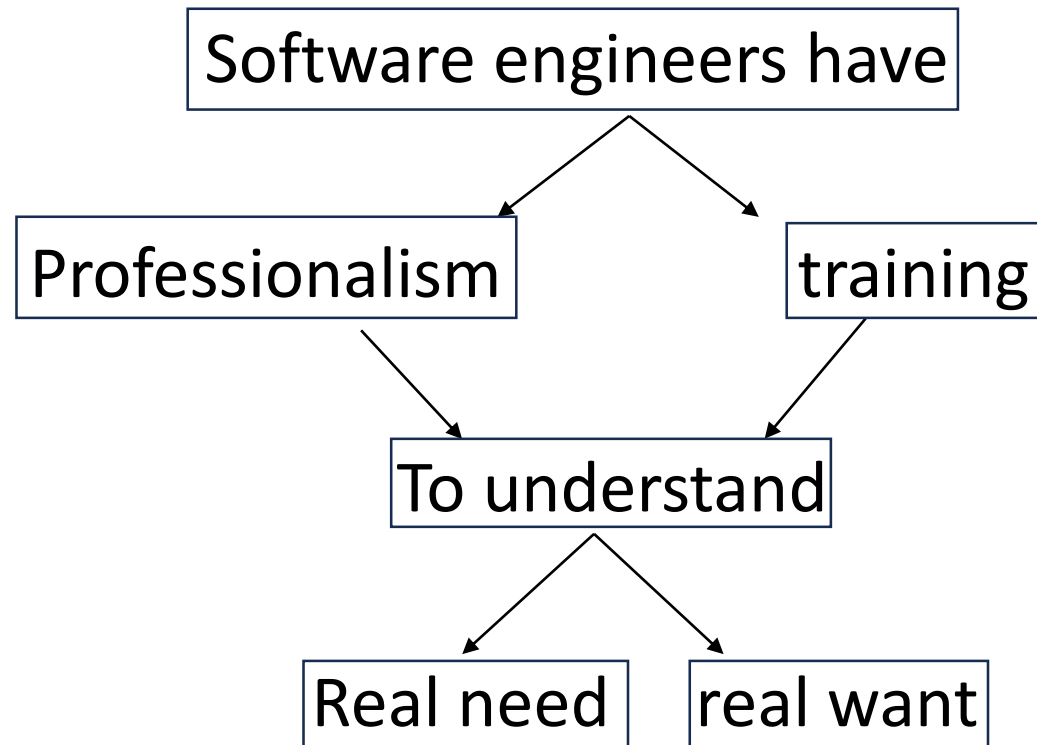 Software engineers have
Professionalism
training
To understand
Real need
real want